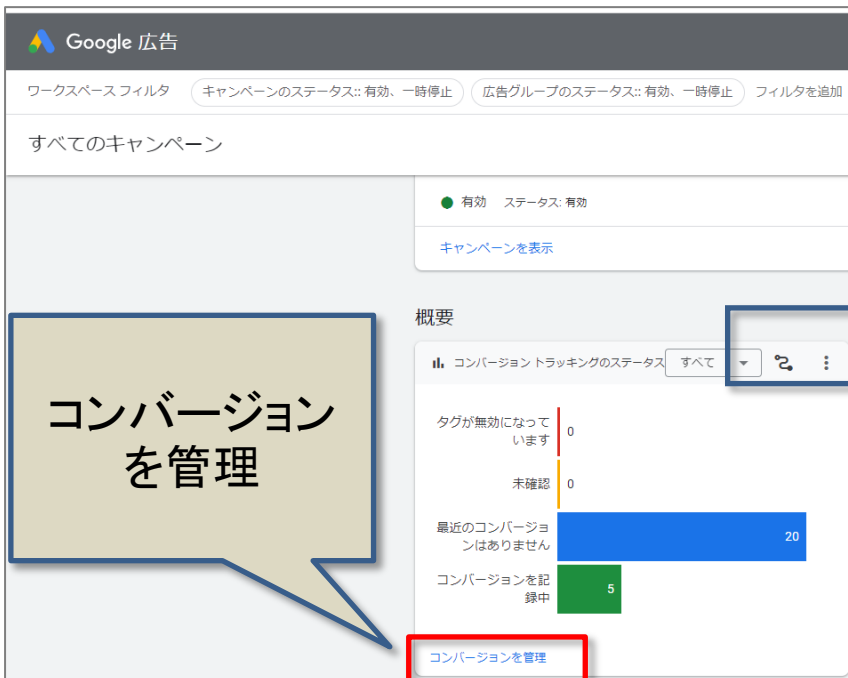 Google 広告
ワークスペース フィルタ キャンペーンのステータス: : 有効、一時停止 広告グループのステータス: : 有効、一時停止 フィルタを追加
すべてのキャンペーン
有効 ステータス: 有効
キャンペーンを表示
概要
コンバージョン トラッキングのステータス すべて
コンバージョン
を管理
タグが無効になって
います
0
未確認 0
最近のコンバージョ
ンはありません
20
コンバージョンを記
録中
5
コンバージョンを管理